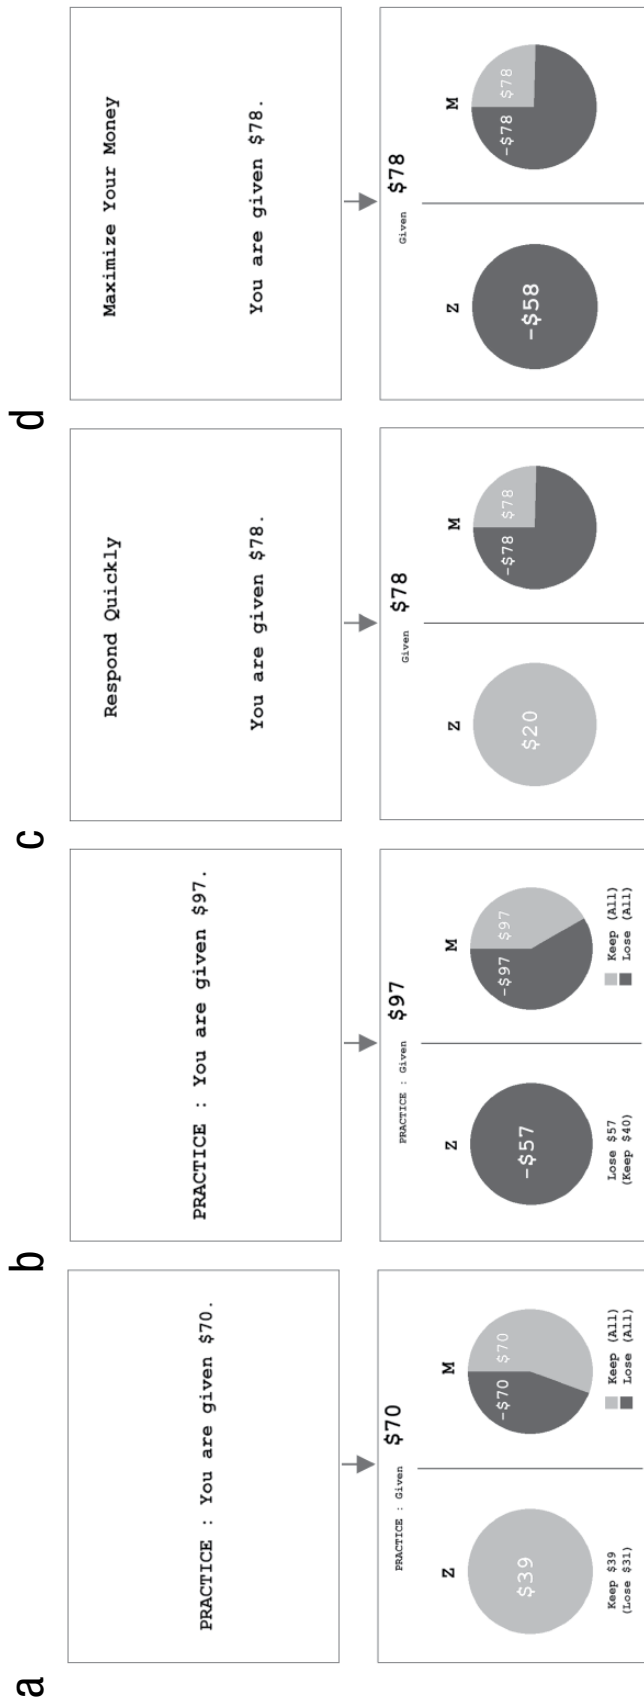 a
PRACTICE : You are given $70.
PRACTICE : Given $70
Z
M
$39
-$70 $70
Keep $39
(Lose $31)
Keep (All)
Lose (All)
b
PRACTICE : You are given $97.
PRACTICE : Given $97
Z
M
-$57
-$97 $97
Lose $57
(Keep $40)
Keep (All)
Lose (All)
c
Respond Quickly
You are given $78.
Given $78
Z
M
$20
-$78 $78
d
Maximize Your Money
You are given $78.
Given $78
Z
M
-$58
-$78 $78